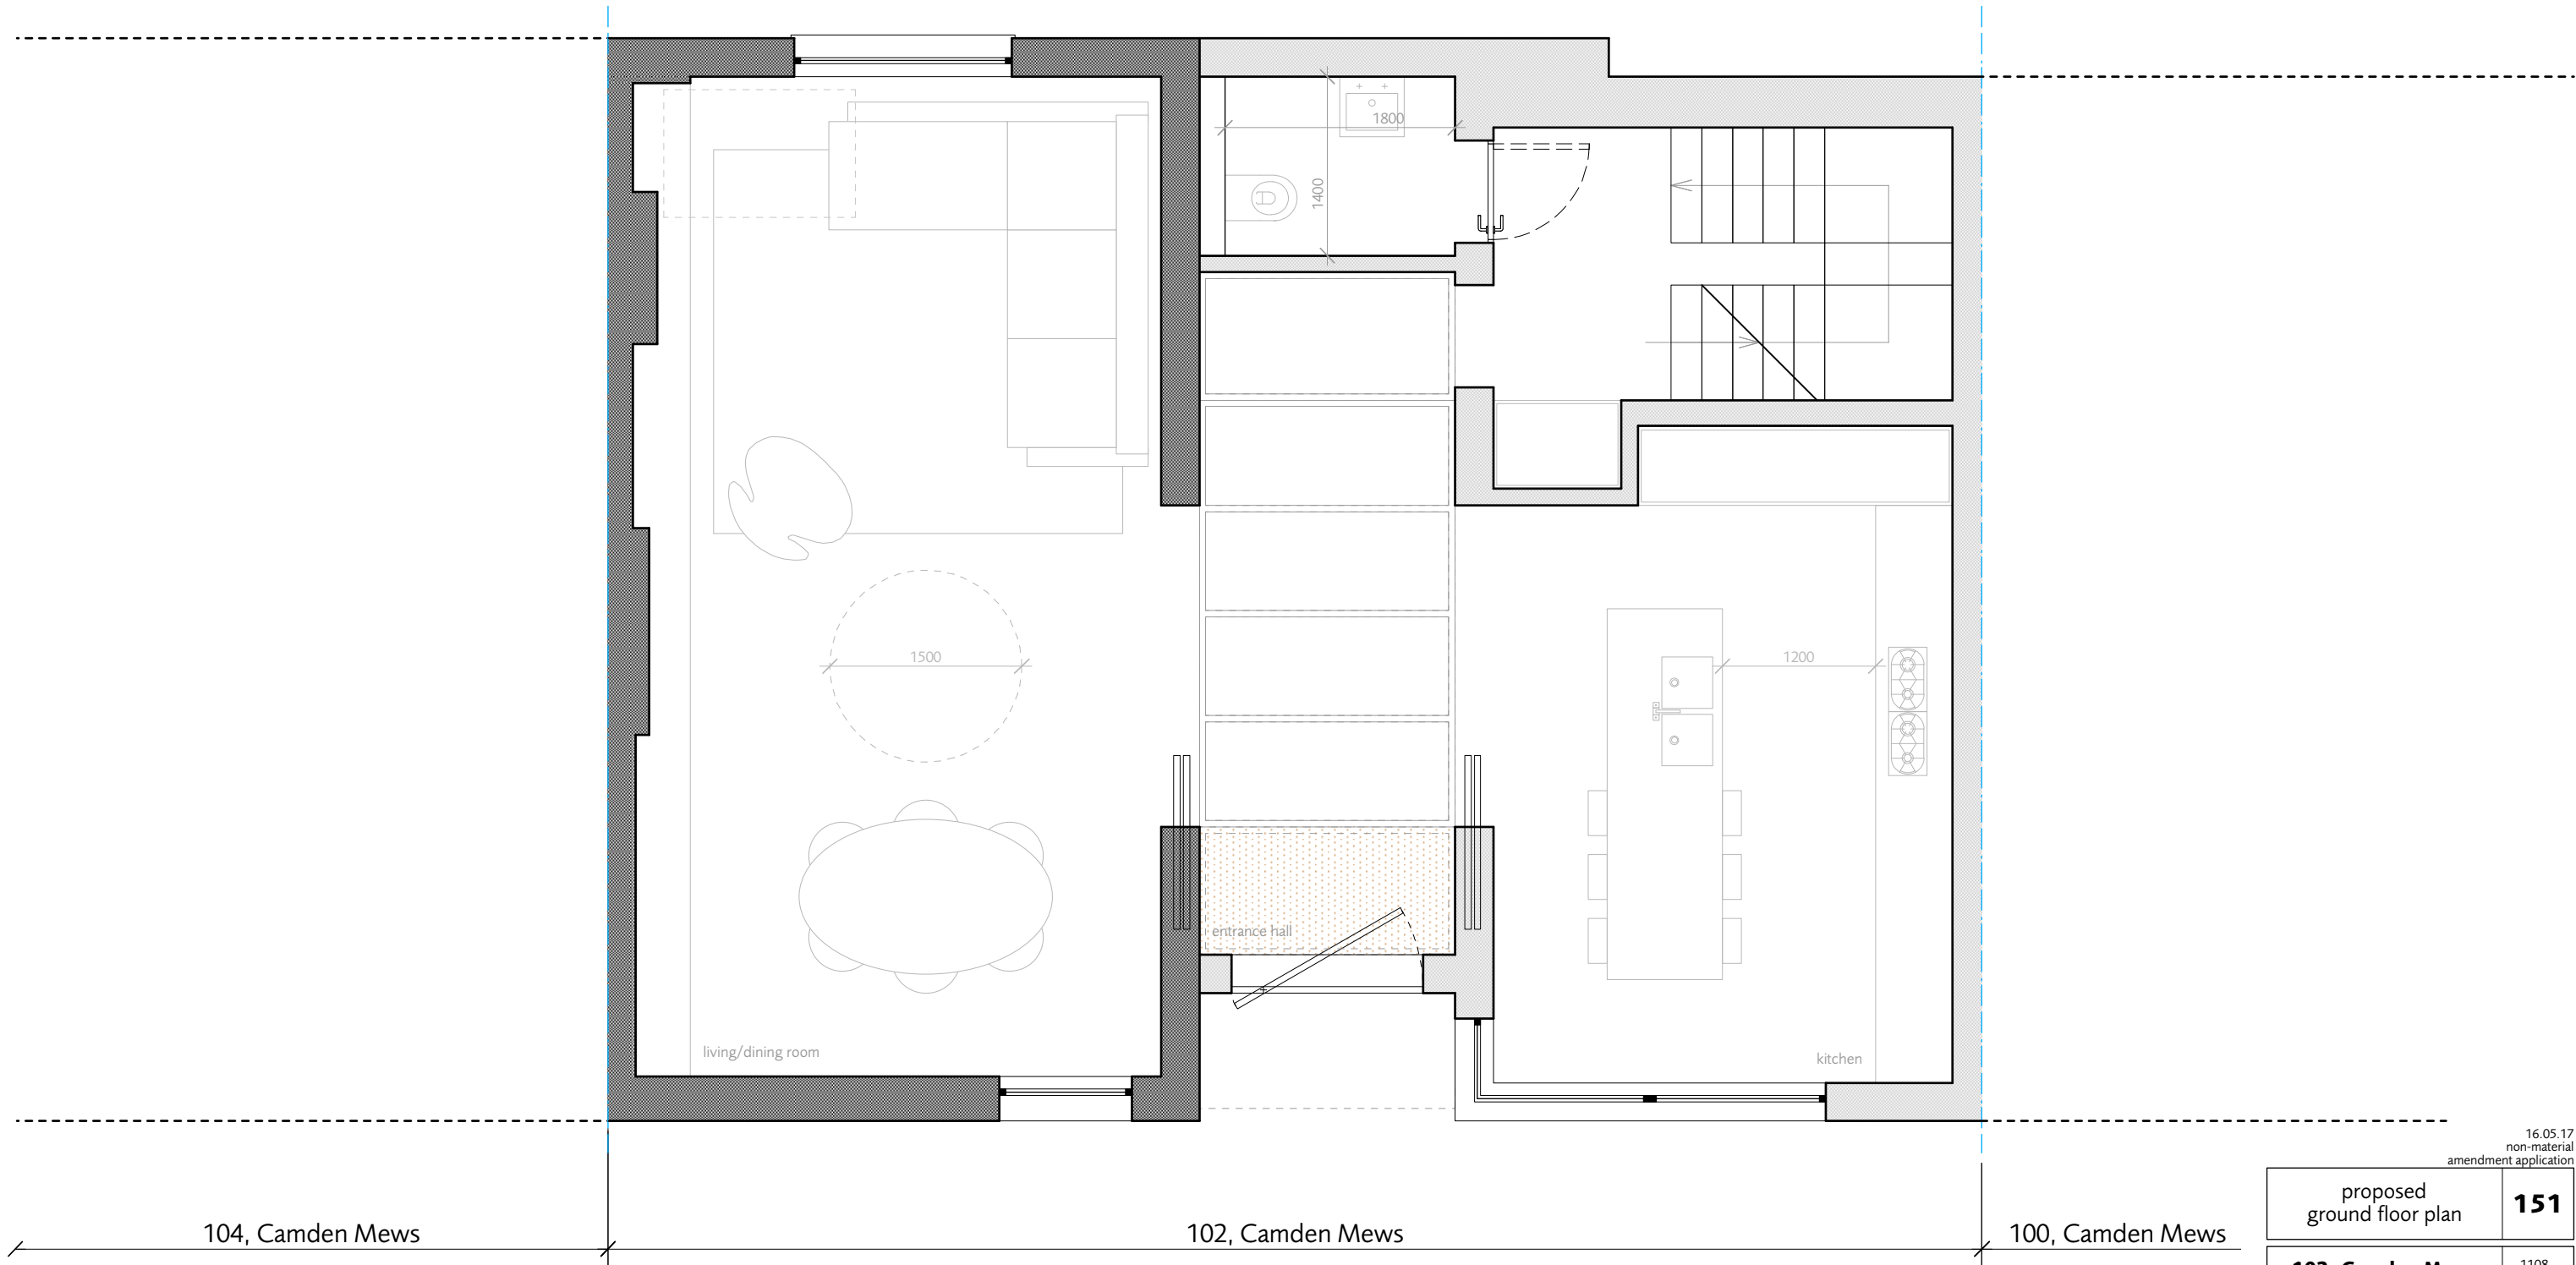 1800
1400
1500
1200
entrance hall
living/dining room
kitchen
16.05.17
non-material
amendment application
proposed
ground floor plan
151
104, Camden Mews
102, Camden Mews
100, Camden Mews
1108